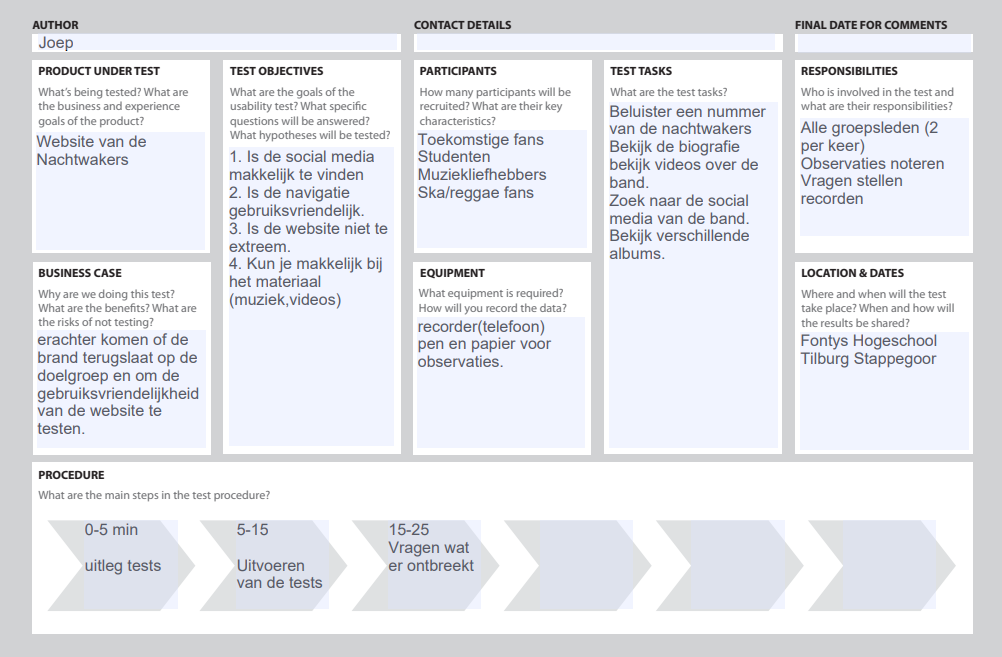 AUTHOR
Joep
CONTACT DETAILS
FINAL DATE FOR COMMENTS
PRODUCT UNDER TEST
What's being tested? What are
the business and experience
goals of the product?
Website van de
Nachtwakers
BUSINESS CASE
Why are we doing this test?
What are the benefits? What are
the risks of not testing?
erachter komen of de
brand terugslaat op de
doelgroep en om de
gebruiksvriendelijkheid
van de website te
testen.
TEST OBJECTIVES
What are the goals of the
usability test? What specific
questions will be answered?
What hypotheses will be tested?
1. Is de social media
makkelijk te vinden
2. Is de navigatie
gebruiksvriendelijk.
3. Is de website niet te
extreem.
4. Kun je makkelijk bij
het materiaal
(muziek,videos)
PARTICIPANTS
How many participants will be
recruited? What are their key
characteristics?
Toekomstige fans
Studenten
Muziekliefhebbers
Ska/reggae fans
EQUIPMENT
What equipment is required?
How will you record the data?
recorder(telefoon)
pen en papier voor
observaties.
TEST TASKS
What are the test tasks?
Beluister een nummer
van de nachtwakers
Bekijk de biografie
bekijk videos over de
band.
Zoek naar de social
media van de band.
Bekijk verschillende
albums.
RESPONSIBILITIES
Who is involved in the test and
what are their responsibilities?
Alle groepsleden (2
per keer)
Observaties noteren
Vragen stellen
recorden
LOCATION & DATES
Where and when will the test
take place? When and how will
the results be shared?
Fontys Hogeschool
Tilburg Stappegoor
PROCEDURE
What are the main steps in the test procedure?
0-5 min
uitleg tests
5-15
Uitvoeren
van de tests
15-25
Vragen wat
er ontbreekt